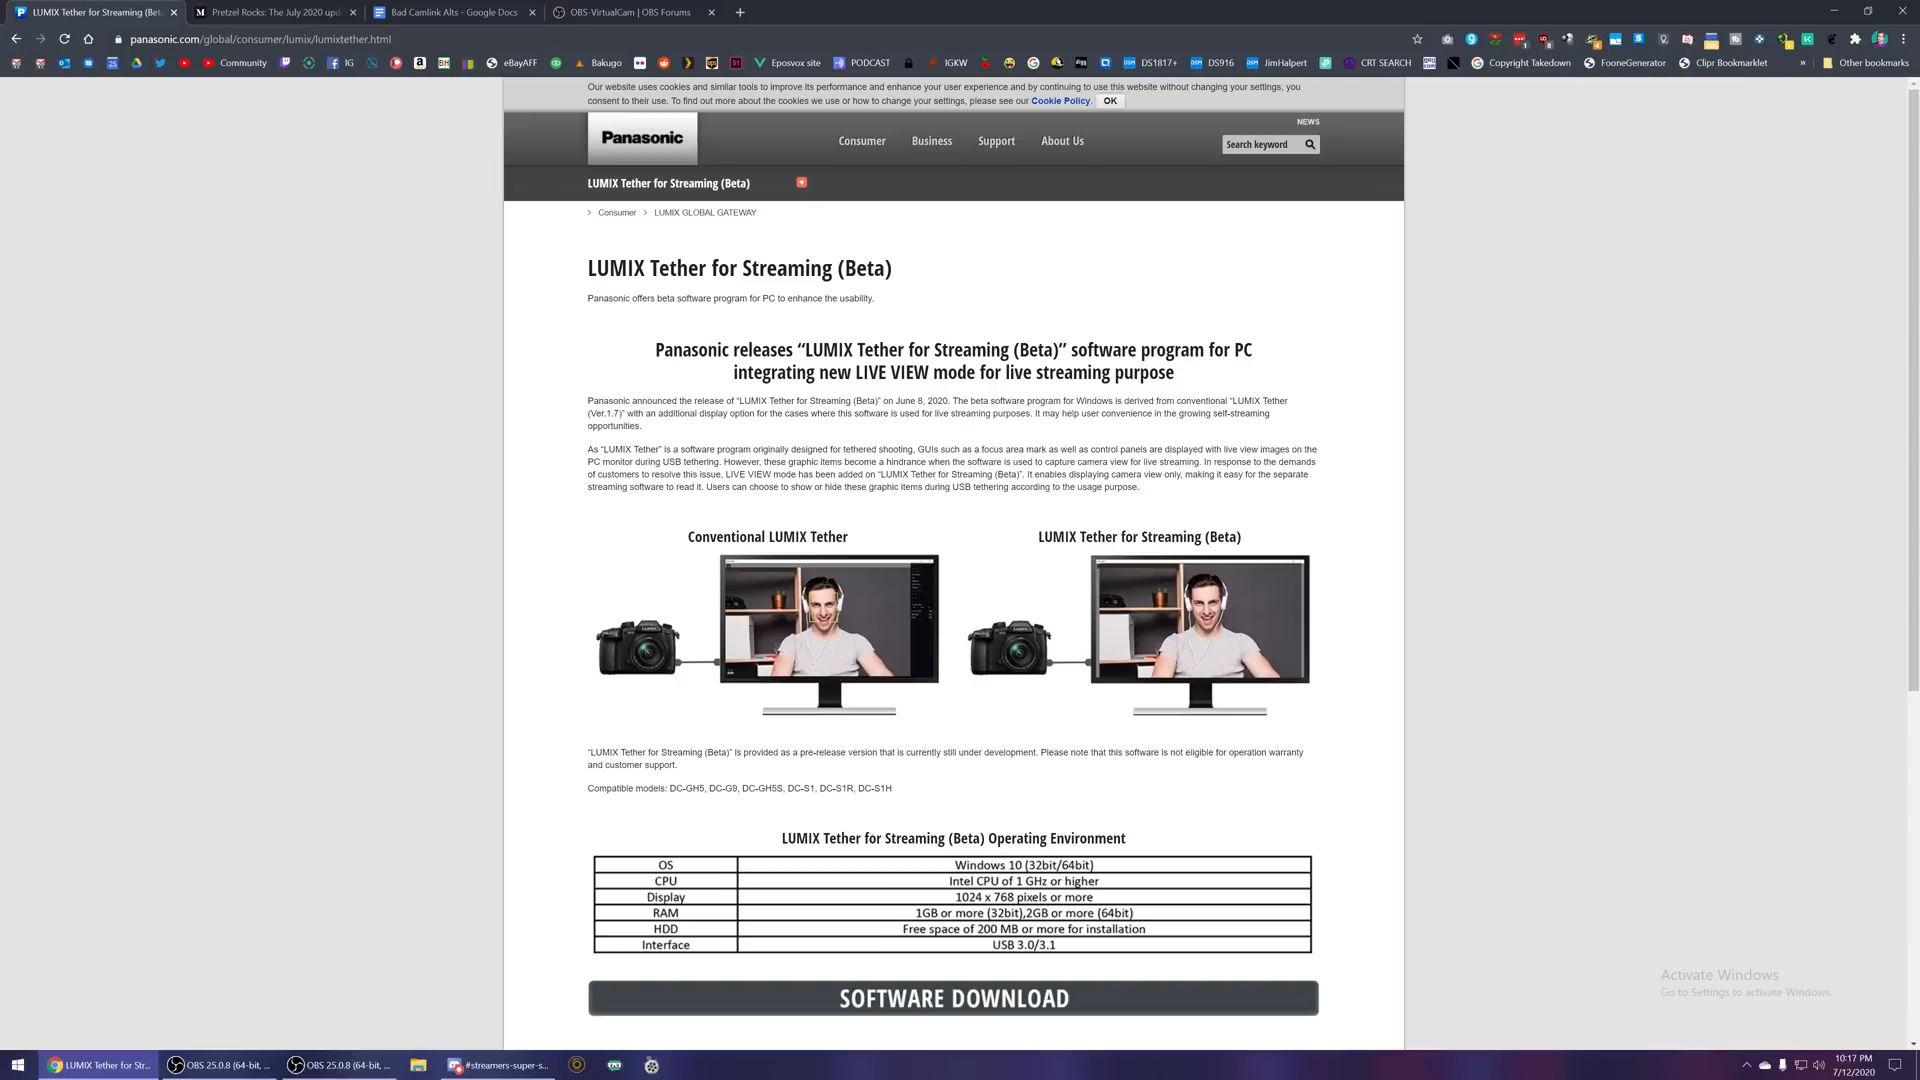 LUMIX Tether for Streaming (Beta
Pretzel Rocks: The July 2020 upd
Bad Camlink Alts - Google Docs
OBS-VirtualCam | OBS Forums
panasonic.com/global/consumer/lumix/lumixtether.html
Community
IG
eBayAFF
Bakugo
Eposvox site
PODCAST
IGKW
DS1817+
DS916
JimHalpert
CRT SEARCH
Copyright Takedown
FooneGenerator
Clipr Bookmarklet
Other bookmarks
Our website uses cookies and similar tools to improve its performance and enhance your user experience and by continuing to use this website without changing your settings, you
consent to their use. To find out more about the cookies we use or how to change your settings, please see our Cookie Policy. OK
NEWS
Panasonic
Consumer Business Support About Us
Search keyword
LUMIX Tether for Streaming (Beta)
> Consumer > LUMIX GLOBAL GATEWAY
LUMIX Tether for Streaming (Beta)
Panasonic offers beta software program for PC to enhance the usability.
Panasonic releases “LUMIX Tether for Streaming (Beta)” software program for PC
integrating new LIVE VIEW mode for live streaming purpose
Panasonic announced the release of “LUMIX Tether for Streaming (Beta)” on June 8, 2020. The beta software program for Windows is derived from conventional “LUMIX Tether
(Ver.1.7)” with an additional display option for the cases where this software is used for live streaming purposes. It may help user convenience in the growing self-streaming
opportunities.
As “LUMIX Tether” is a software program originally designed for tethered shooting, GUIs such as a focus area mark as well as control panels are displayed with live view images on the
PC monitor during USB tethering. However, these graphic items become a hindrance when the software is used to capture camera view for live streaming. In response to the demands
of customers to resolve this issue, LIVE VIEW mode has been added on “LUMIX Tether for Streaming (Beta)”. It enables displaying camera view only, making it easy for the separate
streaming software to read it. Users can choose to show or hide these graphic items during USB tethering according to the usage purpose.
Conventional LUMIX Tether
LUMIX Tether for Streaming (Beta)
“LUMIX Tether for Streaming (Beta)” is provided as a pre-release version that is currently still under development. Please note that this software is not eligible for operation warranty
and customer support.
Compatible models: DC-GH5, DC-G9, DC-GH5S, DC-S1, DC-S1R, DC-S1H
LUMIX Tether for Streaming (Beta) Operating Environment
OS Windows 10 (32bit/64bit)
CPU Intel CPU of 1 GHz or higher
Display 1024 x 768 pixels or more
RAM 1GB or more (32bit),2GB or more (64bit)
HDD Free space of 200 MB or more for installation
Interface USB 3.0/3.1
SOFTWARE DOWNLOAD
Activate Windows
Go to Settings to activate Windows.
LUMIX Tether for Str...
OBS 25.0.8 (64-bit, ...
OBS 25.0.8 (64-bit, ...
#streamers-super-s...
10:17 PM
7/12/2020